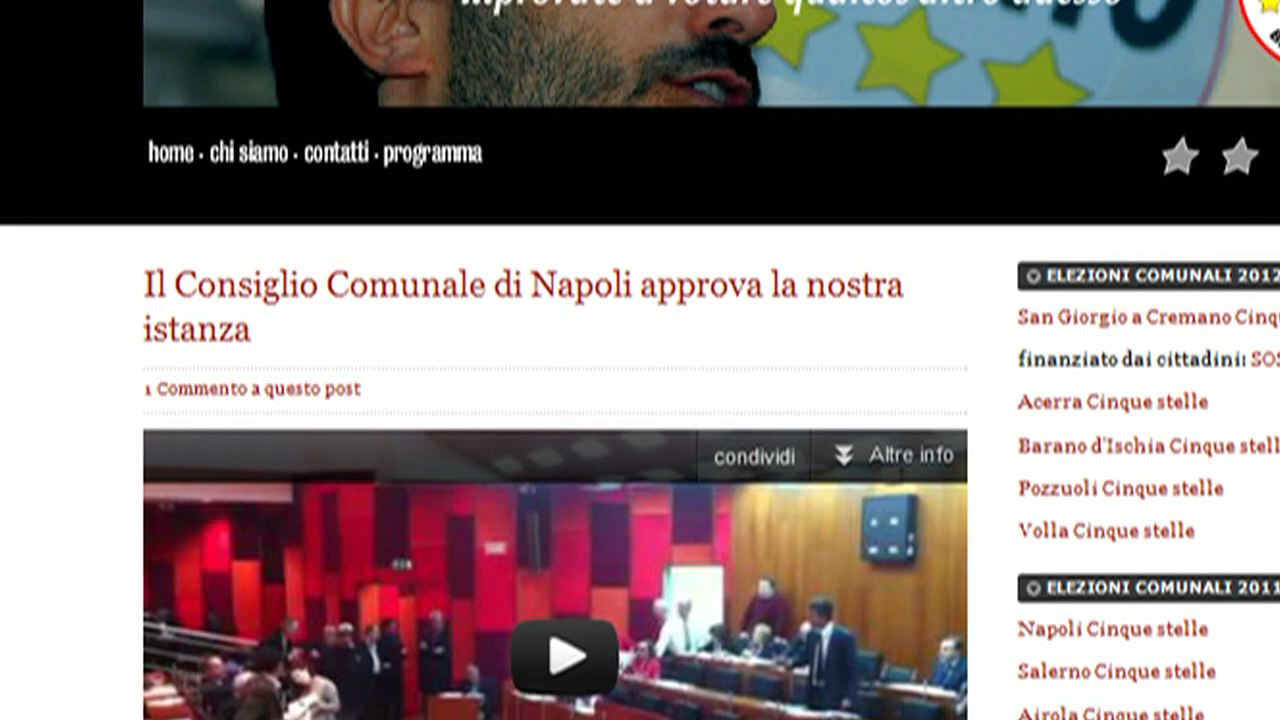 home · chi siamo · contatti · programma
Il Consiglio Comunale di Napoli approva la nostra
istanza
1 Commento a questo post
condividi
Altre info
ELEZIONI COMUNALI 2012
San Giorgio a Cremano
finanziato dai cittadini: SOS
Acerra Cinque stelle
Barano d'Ischia Cinque
Pozzuoli Cinque stelle
Volla Cinque stelle
ELEZIONI COMUNALI 2011
Napoli Cinque stelle
Salerno Cinque stelle
Airola Cinque stelle